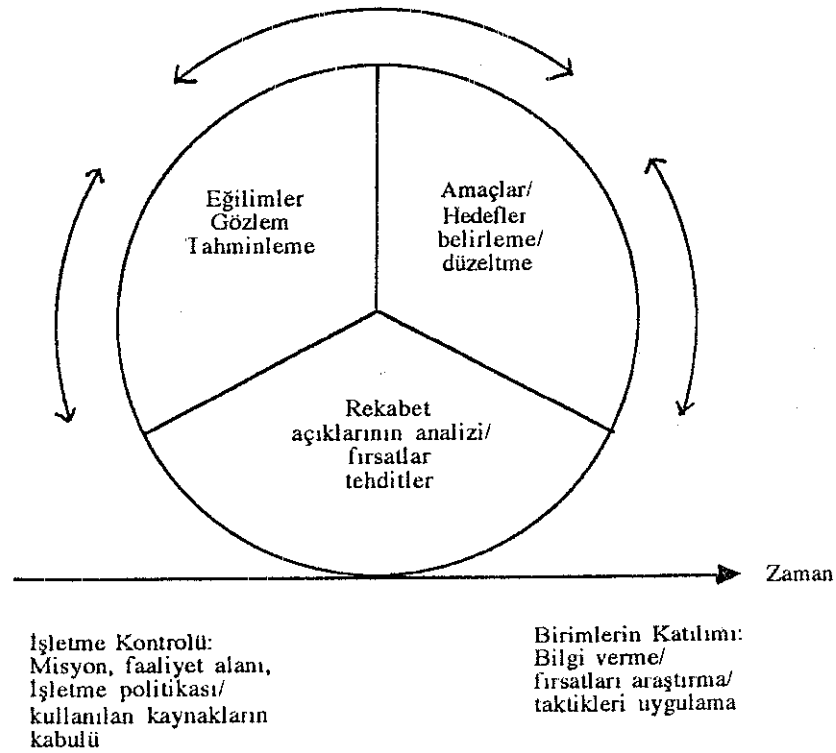 Eğilimler
Gözlem
Tahminleme
Amaçlar/
Hedefler
belirleme/
düzeltme
Rekabet
açıklarının analizi/
fırsatlar
tehditler
Zaman
İşletme Kontrolü:
Misyon, faaliyet alanı,
İşletme politikası/
kullanılan kaynakların
kabulü
Birimlerin Katılımı:
Bilgi verme/
fırsatları araştırma/
taktikleri uygulama